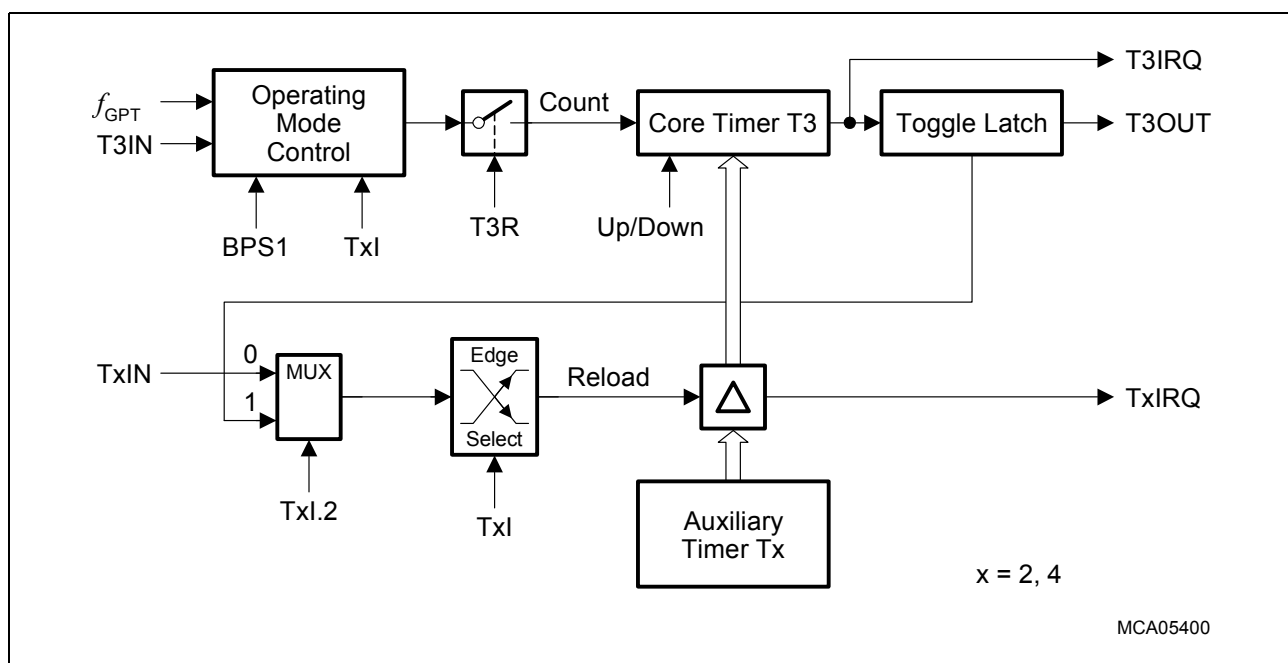 T3IRQ
fGPT
T3IN
Operating
Mode
Control
Count
Core Timer T3
Toggle Latch
T3OUT
BPS1
TxI
T3R
Up/Down
TxIN
0
1
MUX
Edge
Select
Reload
TxIRQ
TxI.2
TxI
Auxiliary
Timer Tx
x = 2, 4
MCA05400